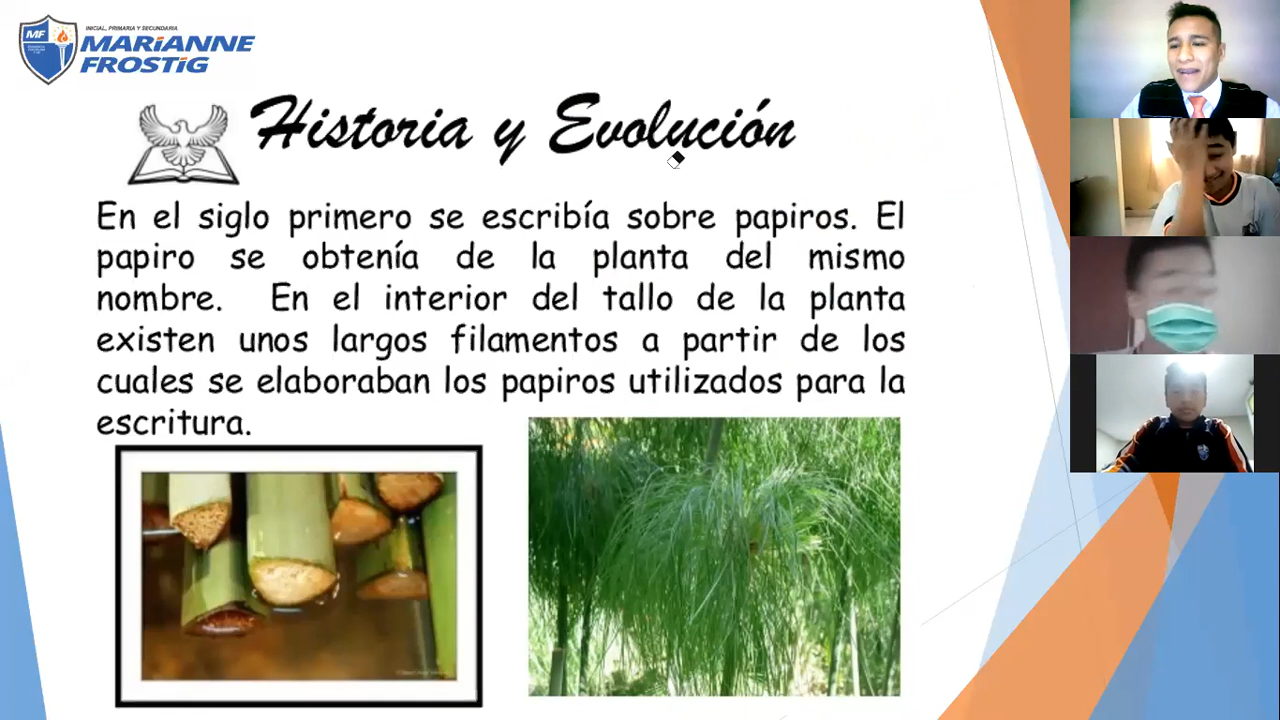 INICIAL, PRIMARIA Y SECUNDARIA
MF
MARiANNE
FROSTiG
Historia y Evolución
En el siglo primero se escribía sobre papiros. El
papiro se obtenía de la planta del mismo
nombre. En el interior del tallo de la planta
existen unos largos filamentos a partir de los
cuales se elaboraban los papiros utilizados para la
escritura.